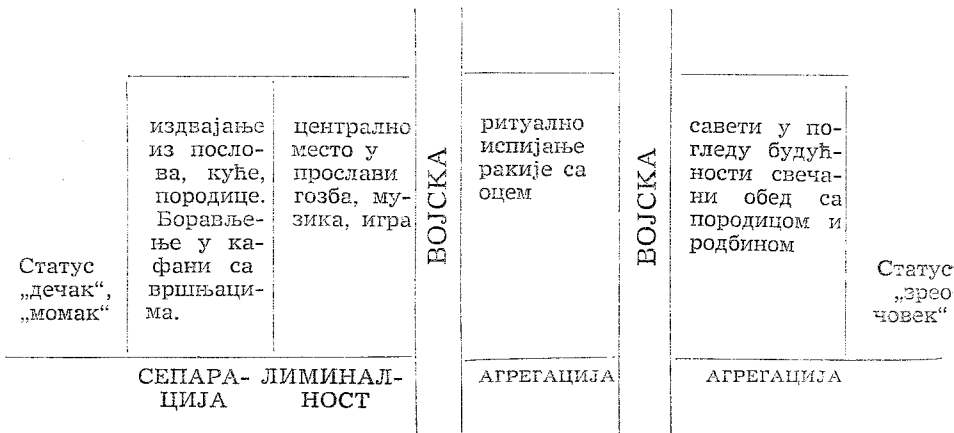 Статус
„дечак“,
„момак“
издвајање
из посло-
ва, куће,
породице.
Борављe-
ње у ка-
фани са
вршњаци-
ма.
СЕПАРА-
ЦИЈА
централно
место у
прослави
гозба, му-
зика, игра
ЛИМИНАЛ-
НОСТ
ВОЈСКА
ритуално
испијање
ракије са
оцем
АГРЕГАЦИЈА
ВОЈСКА
савети у по-
гледу будућ-
ности свеча-
ни обед са
породицом и
родбином
АГРЕГАЦИЈА
Статус
„зрео
човек“